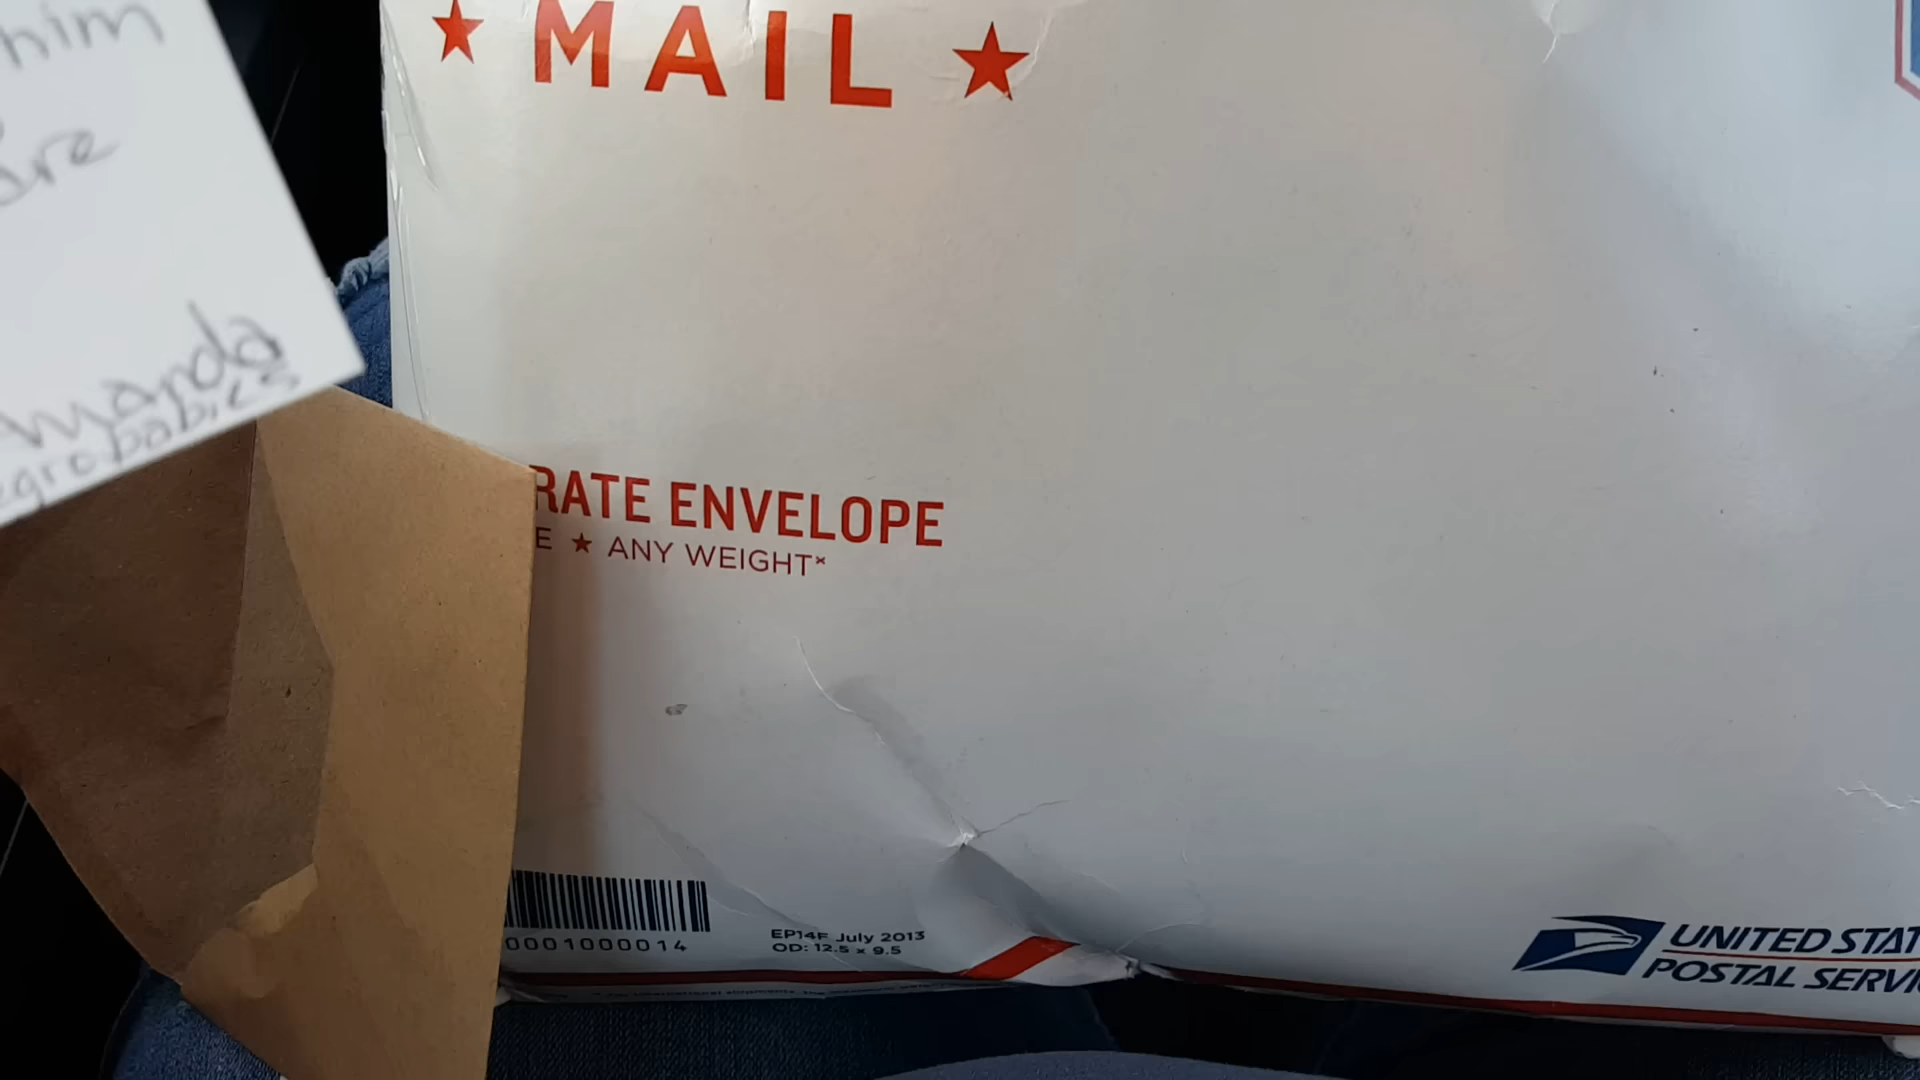 him
are
Amanda
★ MAIL ★
RATE ENVELOPE
E ★ ANY WEIGHT*
0001000014
EP14F July 2013
OD: 12.5 x 9.5
UNITED STAT
POSTAL SERVI